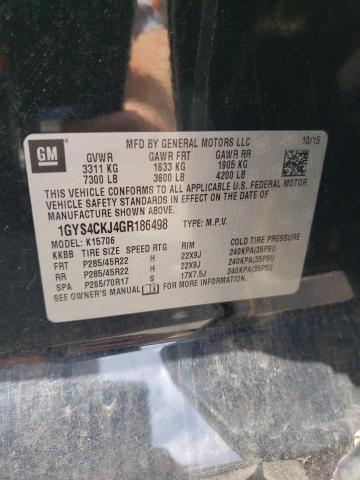 GM
MFD BY GENERAL MOTORS LLC 10/15
GVWR GAWR FRT GAWR RR
3311 KG 1633 KG 1905 KG
7300 LB 3600 LB 4200 LB
THIS VEHICLE CONFORMS TO ALL APPLICABLE U.S. FEDERAL MOTOR
VEHICLE SAFETY STANDARDS IN EFFECT ON THE DATE OF
MANUFACTURE SHOWN ABOVE.
1GYS4CKJ4GR186498 TYPE: M.P.V.
MODEL: K15706
KKBB TIRE SIZE SPEED RTG RIM COLD TIRE PRESSURE
FRT P285/45R22 H 22X9J 240KPA(35PSI)
RR P285/45R22 H 22X9J 240KPA(35PSI)
SPA P265/70R17 S 17X7.5J 240KPA(35PSI)
SEE OWNER'S MANUAL FOR ADDITIONAL INFORMATION.